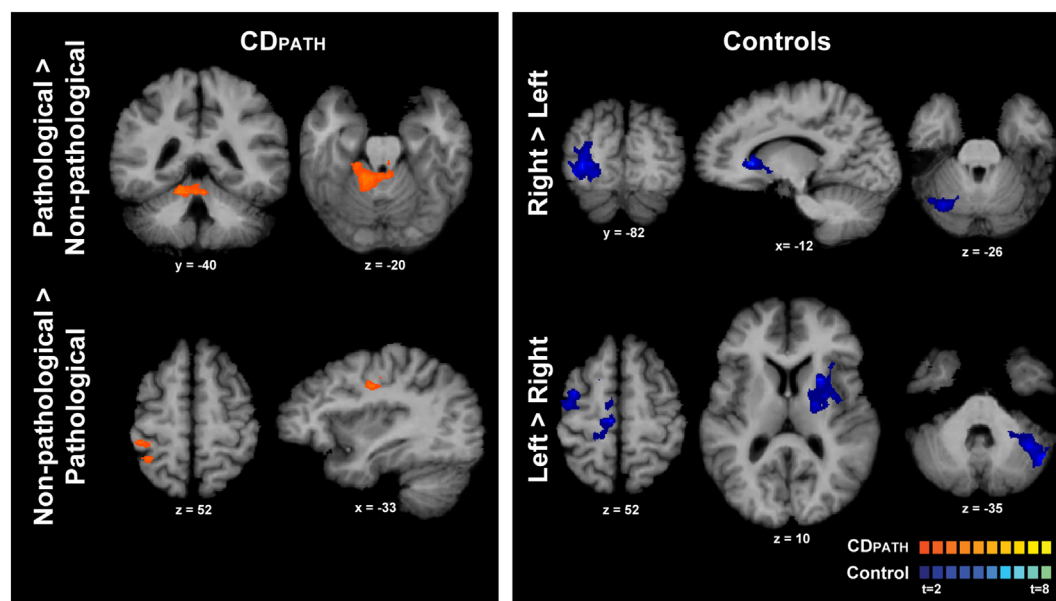 CDPATH
Pathological >
Non-pathological
y = -40
z = -20
Non-pathological >
Pathological
z = 52
x = -33
Controls
Right > Left
y = -82
x= -12
z = -26
Left > Right
z = 52
z = 10
z = -35
CDPATH
Control
t=2
t=8